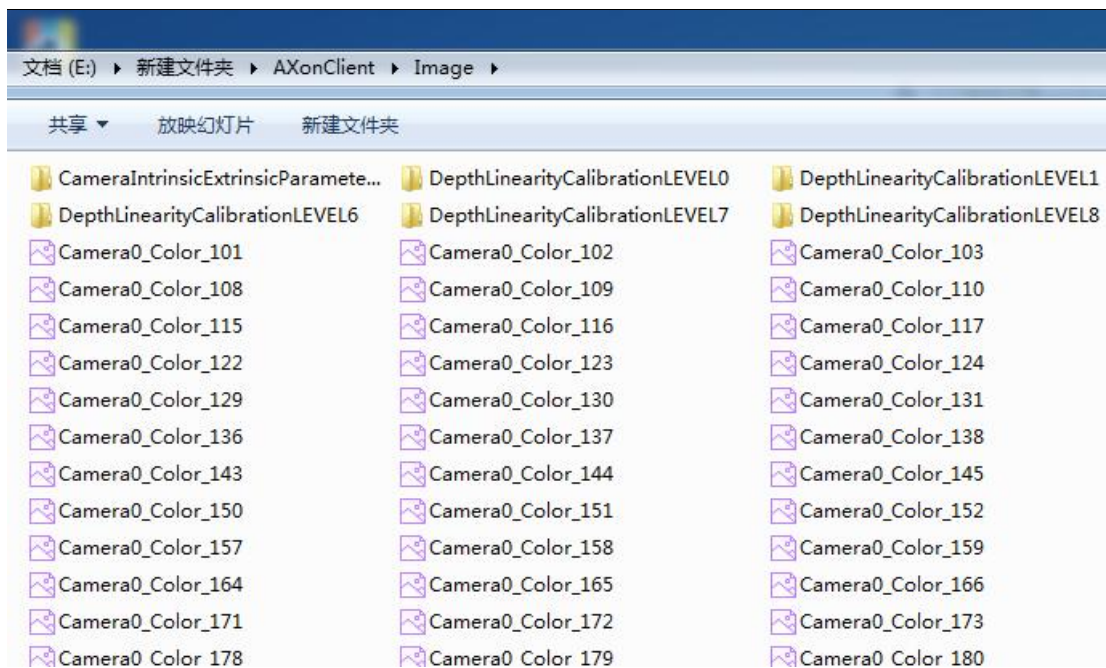 文档 (E:) ▸ 新建文件夹 ▸ AXonClient ▸ Image ▸
共享 ▼ 放映幻灯片 新建文件夹
CameraIntrinsicExtrinsicParamete... DepthLinearityCalibrationLEVEL0 DepthLinearityCalibrationLEVEL1
DepthLinearityCalibrationLEVEL6 DepthLinearityCalibrationLEVEL7 DepthLinearityCalibrationLEVEL8
Camera0_Color_101 Camera0_Color_102 Camera0_Color_103
Camera0_Color_108 Camera0_Color_109 Camera0_Color_110
Camera0_Color_115 Camera0_Color_116 Camera0_Color_117
Camera0_Color_122 Camera0_Color_123 Camera0_Color_124
Camera0_Color_129 Camera0_Color_130 Camera0_Color_131
Camera0_Color_136 Camera0_Color_137 Camera0_Color_138
Camera0_Color_143 Camera0_Color_144 Camera0_Color_145
Camera0_Color_150 Camera0_Color_151 Camera0_Color_152
Camera0_Color_157 Camera0_Color_158 Camera0_Color_159
Camera0_Color_164 Camera0_Color_165 Camera0_Color_166
Camera0_Color_171 Camera0_Color_172 Camera0_Color_173
Camera0_Color_178 Camera0_Color_179 Camera0_Color_180